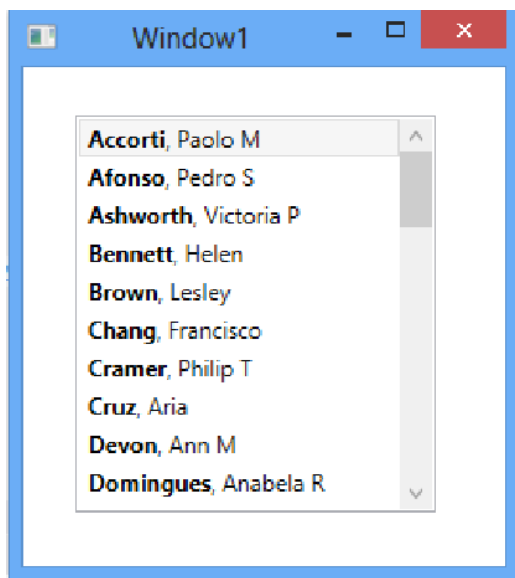 Window1
Accorti, Paolo M
Afonso, Pedro S
Ashworth, Victoria P
Bennett, Helen
Brown, Lesley
Chang, Francisco
Cramer, Philip T
Cruz, Aria
Devon, Ann M
Domingues, Anabela R